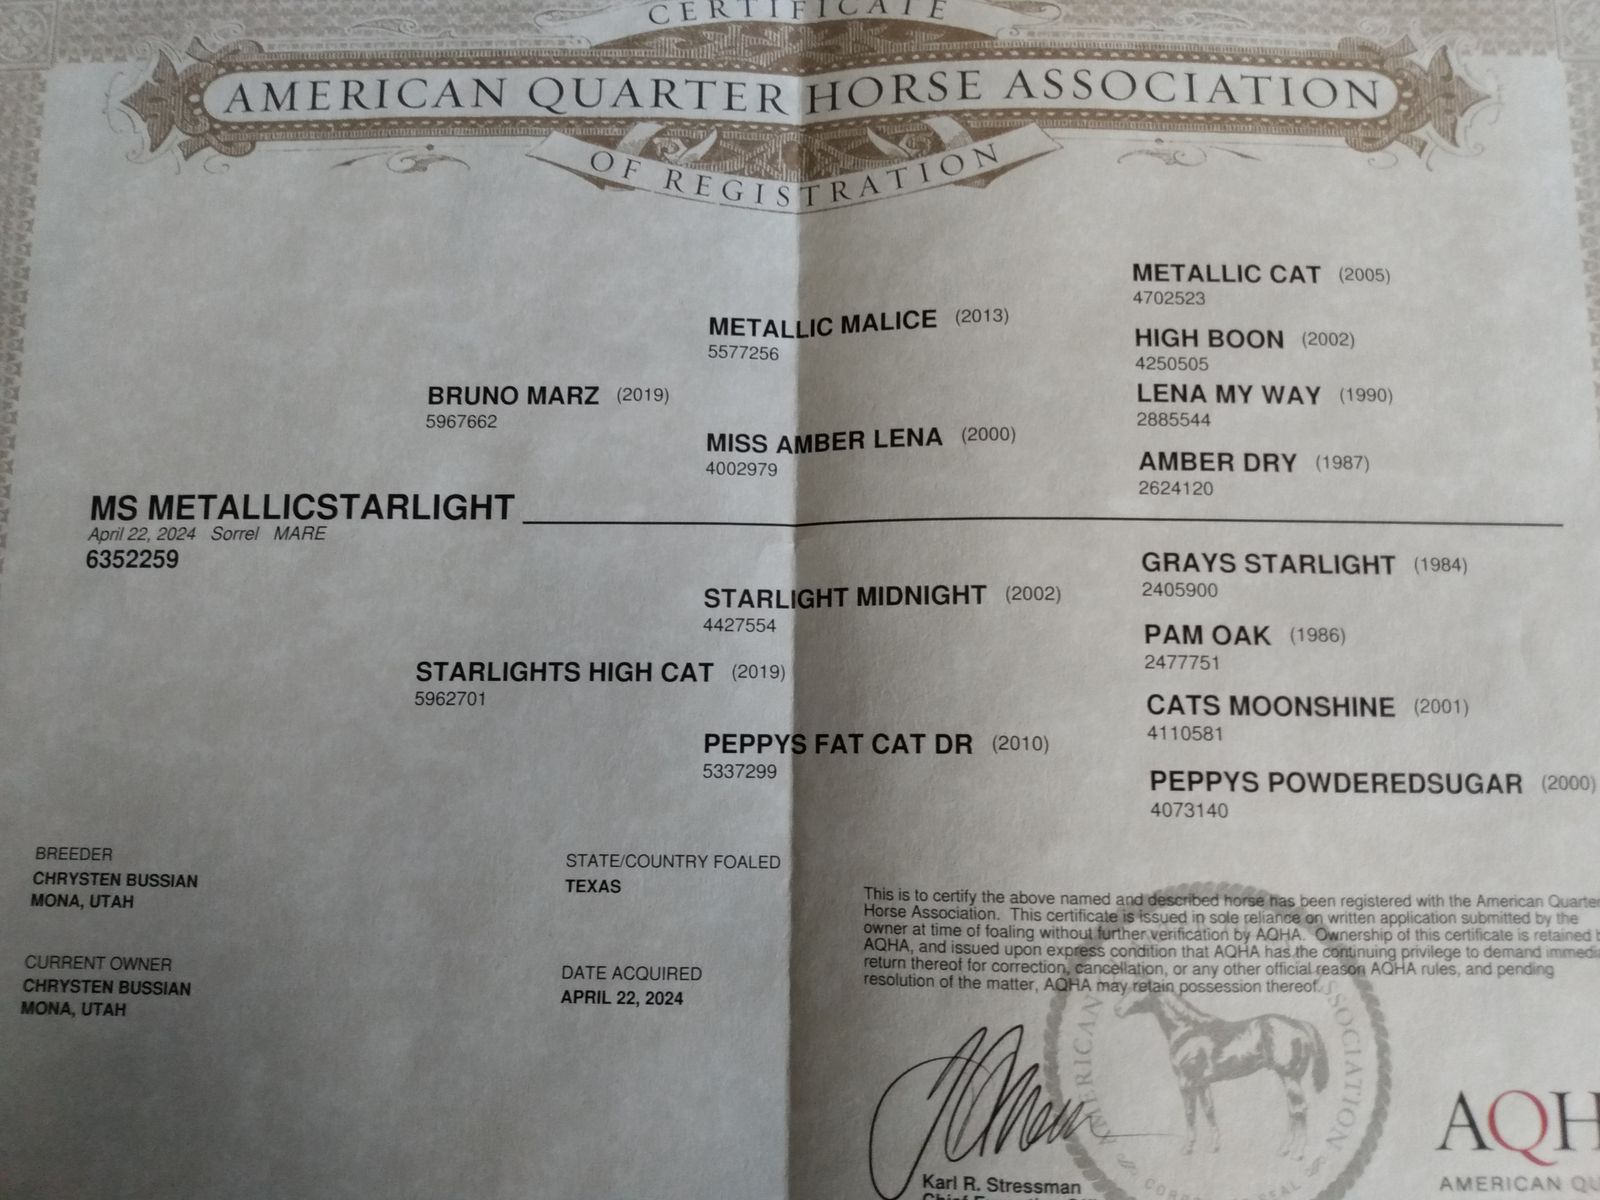 CERTIFICATE
AMERICAN QUARTER HORSE ASSOCIATION
OF REGISTRATION
METALLIC CAT (2005)
4702523
METALLIC MALICE (2013)
5577256
HIGH BOON (2002)
4250505
BRUNO MARZ (2019)
5967662
LENA MY WAY (1990)
2885544
MISS AMBER LENA (2000)
4002979
AMBER DRY (1987)
2624120
MS METALLICSTARLIGHT
April 22, 2024 Sorrel MARE
6352259
GRAYS STARLIGHT (1984)
2405900
STARLIGHT MIDNIGHT (2002)
4427554
PAM OAK (1986)
2477751
STARLIGHTS HIGH CAT (2019)
5962701
CATS MOONSHINE (2001)
4110581
PEPPYS FAT CAT DR (2010)
5337299
PEPPYS POWDEREDSUGAR (2000)
4073140
BREEDER
CHRYSTEN BUSSIAN
MONA, UTAH
STATE/COUNTRY FOALED
TEXAS
CURRENT OWNER
CHRYSTEN BUSSIAN
MONA, UTAH
DATE ACQUIRED
APRIL 22, 2024
This is to certify the above named and described horse has been registered with the American Quarter
Horse Association. This certificate is issued in sole reliance on written application submitted by the
owner at time of foaling without further verification by AQHA. Ownership of this certificate is retained
AQHA, and issued upon express condition that AQHA has the continuing privilege to demand
return thereof for correction, cancellation, or any other official reason AQHA rules, and pending
resolution of the matter, AQHA may retain possession thereof.
AMERICAN ASSOCIATION
SEAL
Karl R. Stressman
AQH
AMERICAN